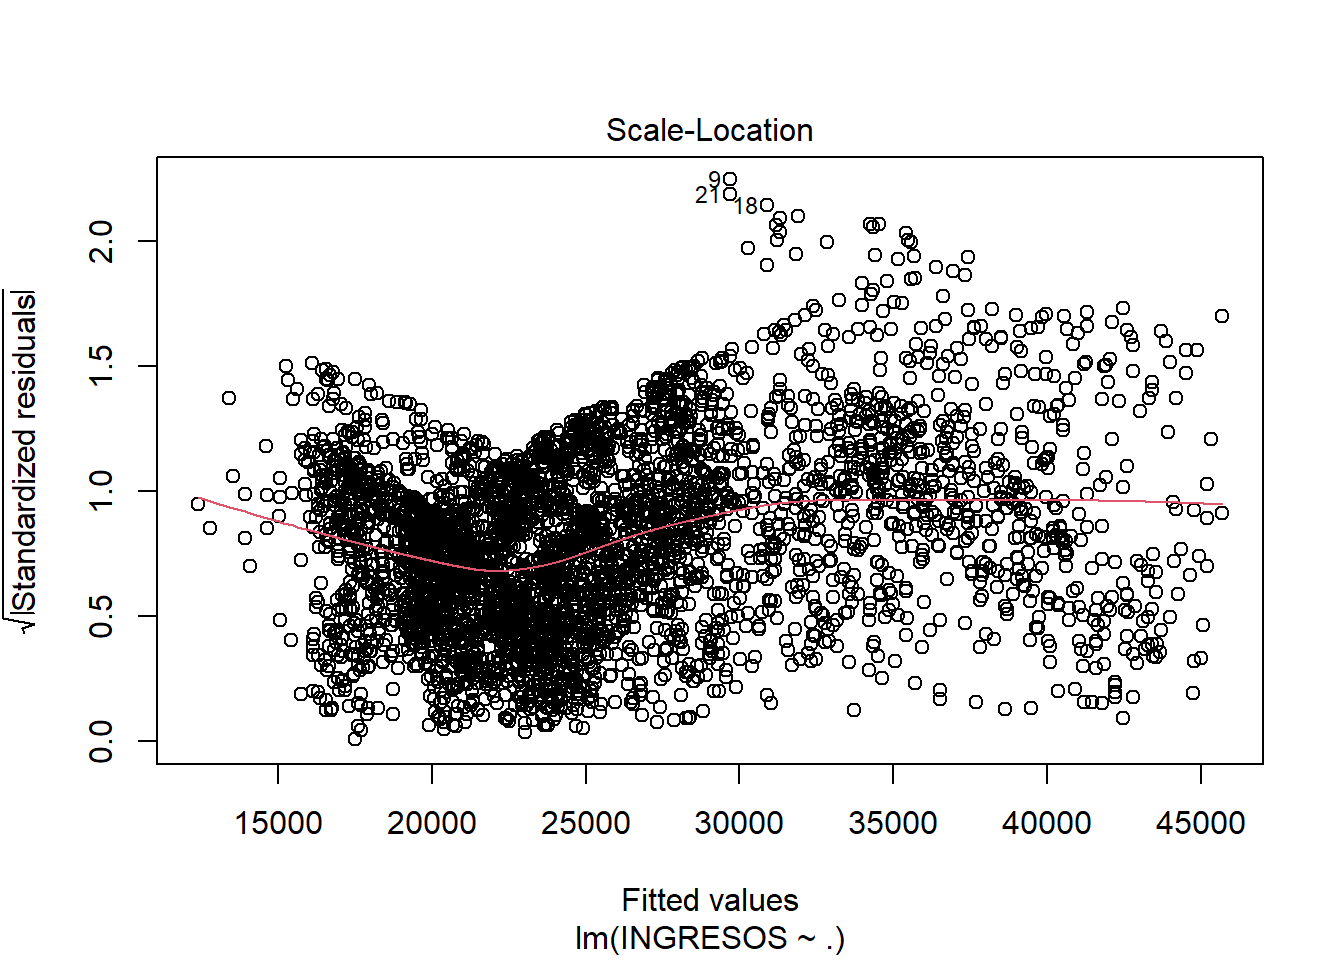 Scale-Location
√|Standardized residuals|
2.0
1.5
1.0
0.5
0.0
9
21
18
15000 20000 25000 30000 35000 40000 45000
Fitted values
lm(INGRESOS ~ .)